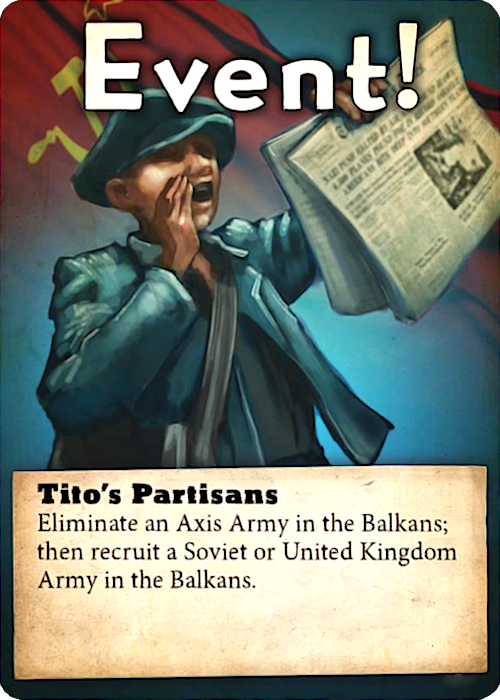 Event!
Tito's Partisans
Eliminate an Axis Army in the Balkans;
then recruit a Soviet or United Kingdom
Army in the Balkans.